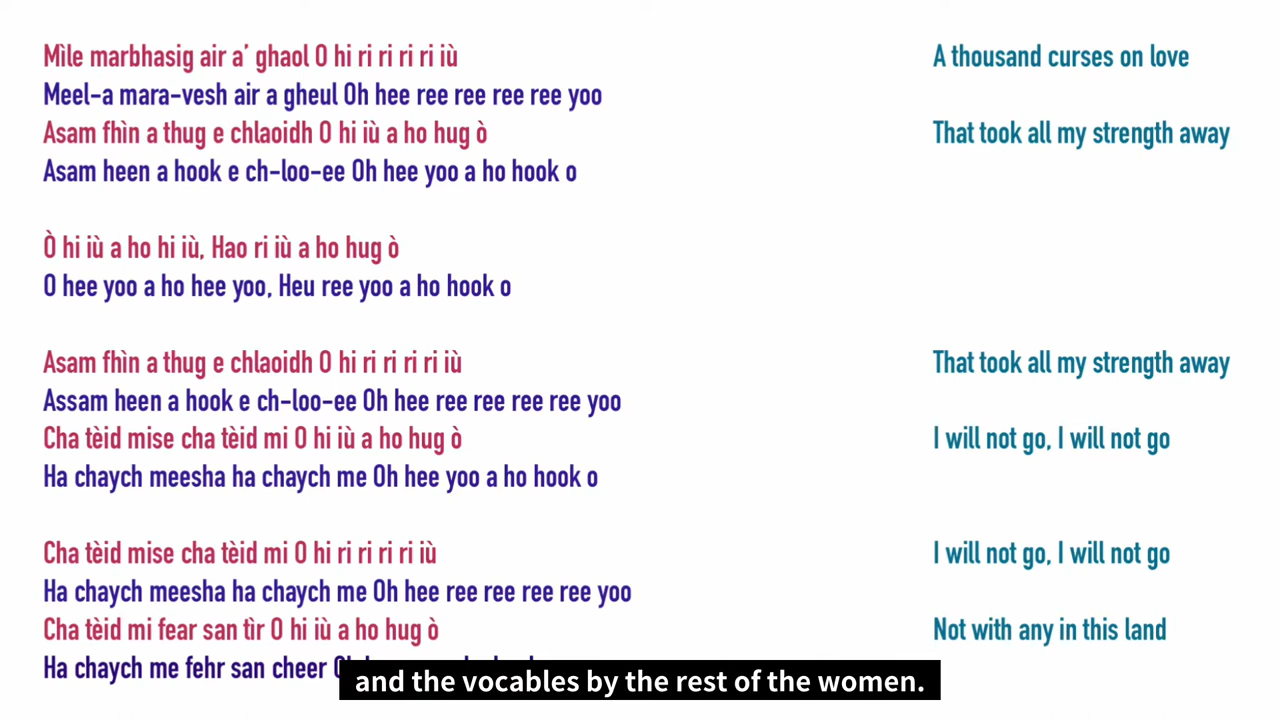 Mìle marbhasig air a’ ghaol O hi ri ri ri ri iù
A thousand curses on love
Meel-a mara-vesh air a gheul Oh hee ree ree ree ree yoo
Asam fhìn a thug e chlaoidh O hi iù a ho hug ò
That took all my strength away
Asam heen a hook e ch-loo-ee Oh hee yoo a ho hook o
Ò hi iù a ho hi iù, Hao ri iù a ho hug ò
O hee yoo a ho hee yoo, Heu ree yoo a ho hook o
Asam fhìn a thug e chlaoidh O hi ri ri ri ri iù
That took all my strength away
Assam heen a hook e ch-loo-ee Oh hee ree ree ree ree yoo
Cha tèid mise cha tèid mi O hi iù a ho hug ò
I will not go, I will not go
Ha chaych meesha ha chaych me Oh hee yoo a ho hook o
Cha tèid mise cha tèid mi O hi ri ri ri ri iù
I will not go, I will not go
Ha chaych meesha ha chaych me Oh hee ree ree ree ree yoo
Cha tèid mi fear san tìr O hi iù a ho hug ò
Not with any in this land
Ha chaych me fehr san cheer
and the vocables by the rest of the women.